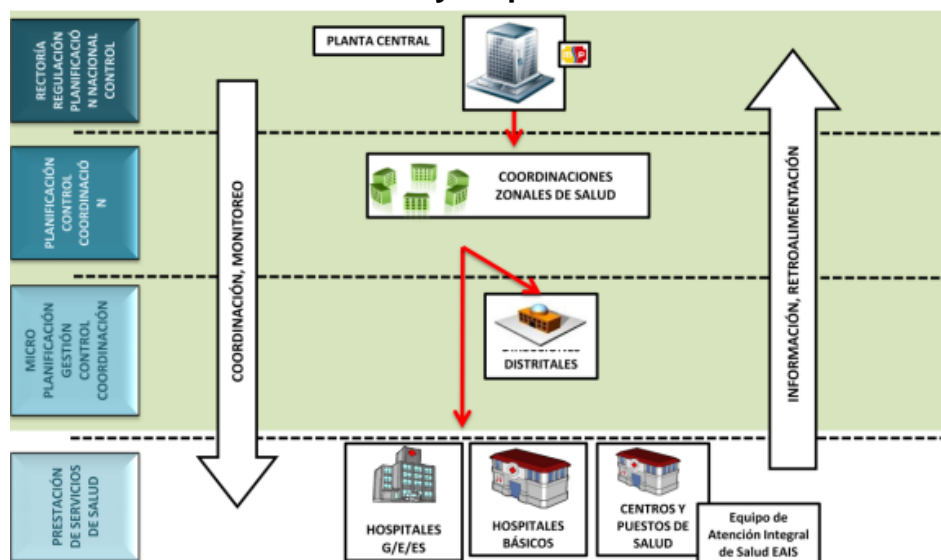 y
PLANTA CENTRAL
RECTORÍA
REGULACIÓN
PLANIFICACIÓ
N NACIONAL
CONTROL
COORDINACIONES
ZONALES DE SALUD
PLANIFICACIÓN
CONTROL
COORDINACIÓ
N
COORDINACIÓN, MONITOREO
INFORMACIÓN, RETROALIMENTACIÓN
MICRO
PLANIFICACIÓN
GESTIÓN
CONTROL
COORDINACIÓN
DISTRITALES
PRESTACIÓN
DE SERVICIOS
DE SALUD
HOSPITALES
G/E/ES
HOSPITALES
BÁSICOS
CENTROS Y
PUESTOS DE
SALUD
Equipo de
Atención Integral
de Salud EAIS